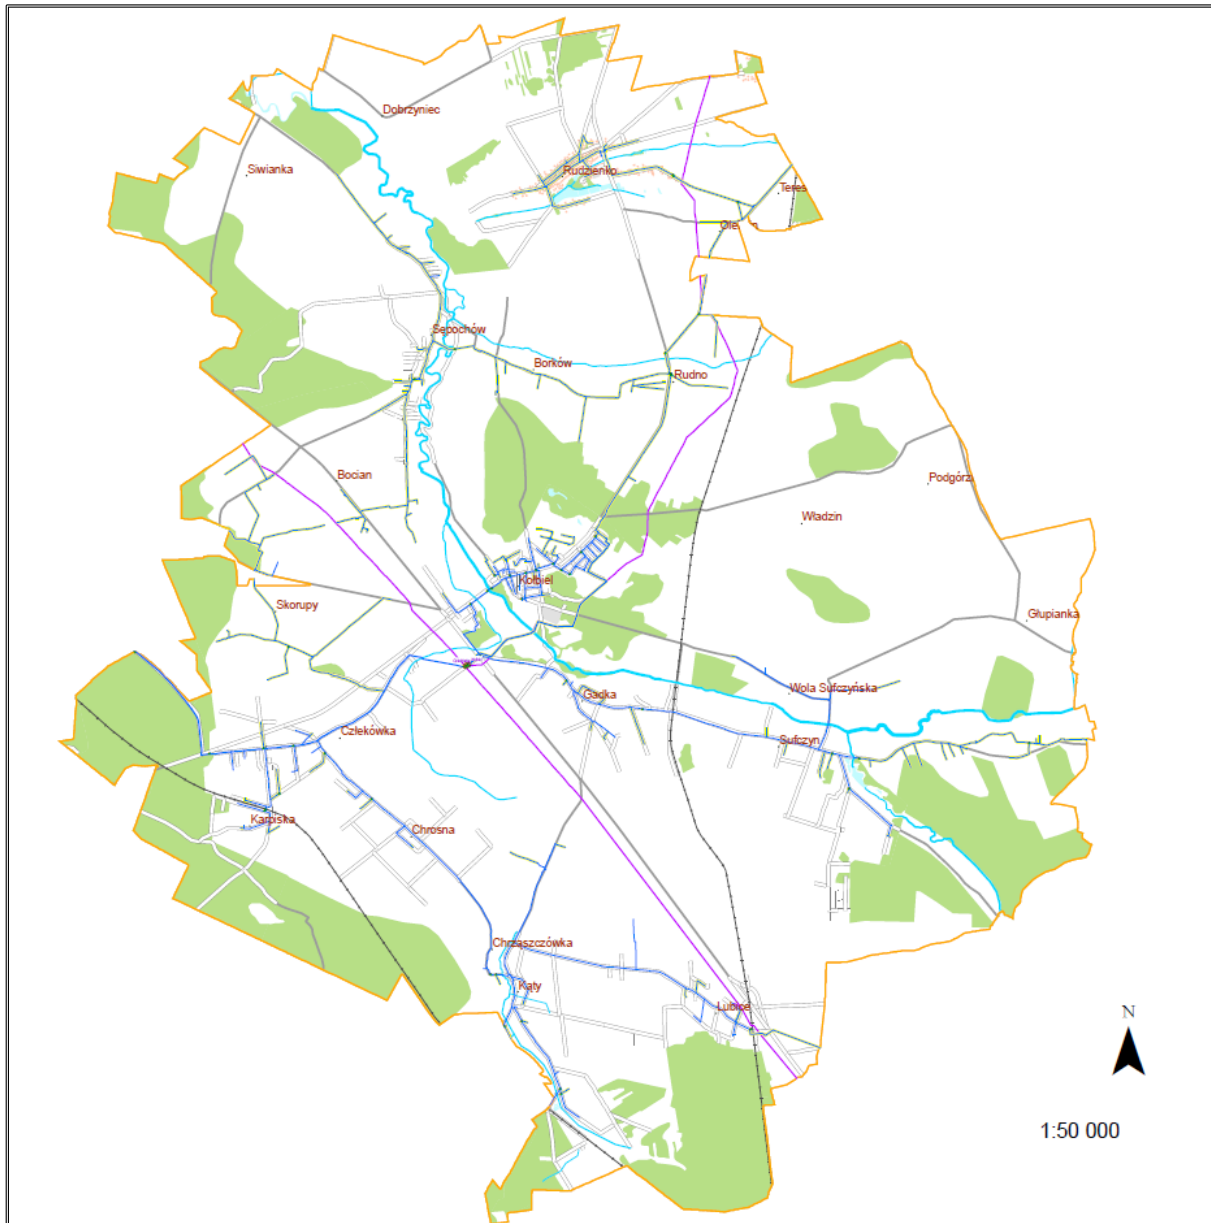 Dobrzyniec
Siwianka
Rudzienko
Teres
Sępochów
Borków
Rudno
Bocian
Podgórz
Władzin
Kołbiel
Skorupy
Głupianka
Wola Sufczyńska
Gadka
Człekówka
Sufczyn
Karpiska
Chrosna
Chrząszczówka
Kąty
Lubice
N
1:50 000